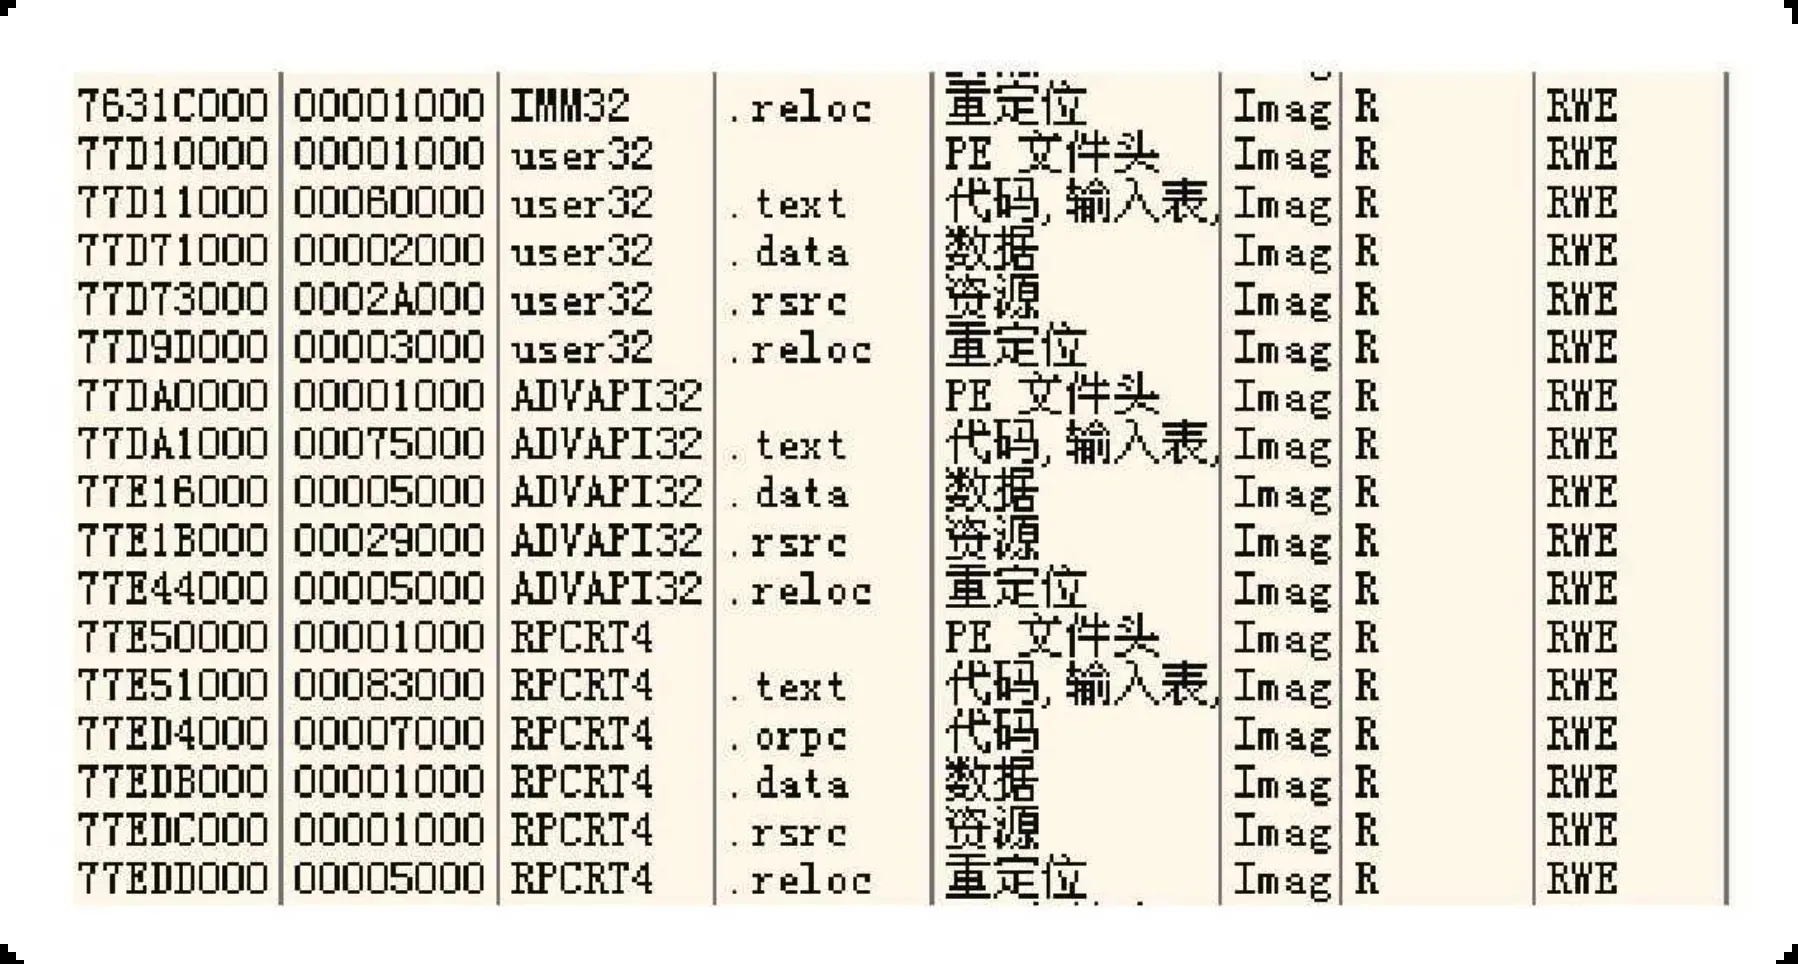 7631C000 00001000 IMM32 .reloc 重定位 Imag R RWE
77D10000 00001000 user32 PE 文件头 Imag R RWE
77D11000 00060000 user32 .text 代码,输入表, Imag R RWE
77D71000 00002000 user32 .data 数据 Imag R RWE
77D73000 0002A000 user32 .rsrc 资源 Imag R RWE
77D9D000 00003000 user32 .reloc 重定位 Imag R RWE
77DA0000 00001000 ADVAPI32 PE 文件头 Imag R RWE
77DA1000 00075000 ADVAPI32 .text 代码,输入表, Imag R RWE
77E16000 00005000 ADVAPI32 .data 数据 Imag R RWE
77E1B000 00029000 ADVAPI32 .rsrc 资源 Imag R RWE
77E44000 00005000 ADVAPI32 .reloc 重定位 Imag R RWE
77E50000 00001000 RPCRT4 PE 文件头 Imag R RWE
77E51000 00083000 RPCRT4 .text 代码,输入表, Imag R RWE
77ED4000 00007000 RPCRT4 .orpc 代码 Imag R RWE
77EDB000 00001000 RPCRT4 .data 数据 Imag R RWE
77EDC000 00001000 RPCRT4 .rsrc 资源 Imag R RWE
77EDD000 00005000 RPCRT4 .reloc 重定位 Imag R RWE